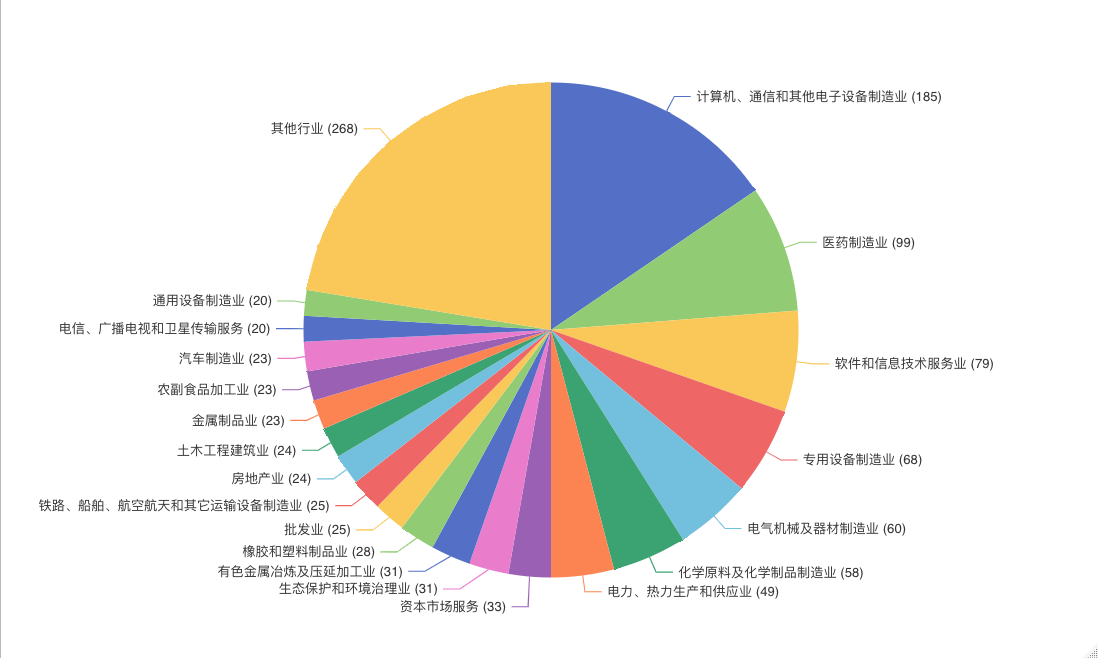 计算机、通信和其他电子设备制造业 (185)
其他行业 (268)
医药制造业 (99)
通用设备制造业 (20)
电信、广播电视和卫星传输服务 (20)
汽车制造业 (23)
软件和信息技术服务业 (79)
农副食品加工业 (23)
金属制品业 (23)
土木工程建筑业 (24)
专用设备制造业 (68)
房地产业 (24)
铁路、船舶、航空航天和其它运输设备制造业 (25)
批发业 (25)
电气机械及器材制造业 (60)
橡胶和塑料制品业 (28)
有色金属冶炼及压延加工业 (31)
化学原料及化学制品制造业 (58)
生态保护和环境治理业 (31)
电力、热力生产和供应业 (49)
资本市场服务 (33)